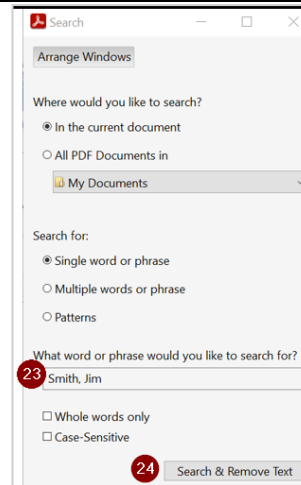 Search
Arrange Windows
Where would you like to search?
In the current document
All PDF Documents in
My Documents
Search for:
Single word or phrase
Multiple words or phrase
Patterns
What word or phrase would you like to search for?
23 Smith, Jim
Whole words only
Case-Sensitive
24 Search & Remove Text